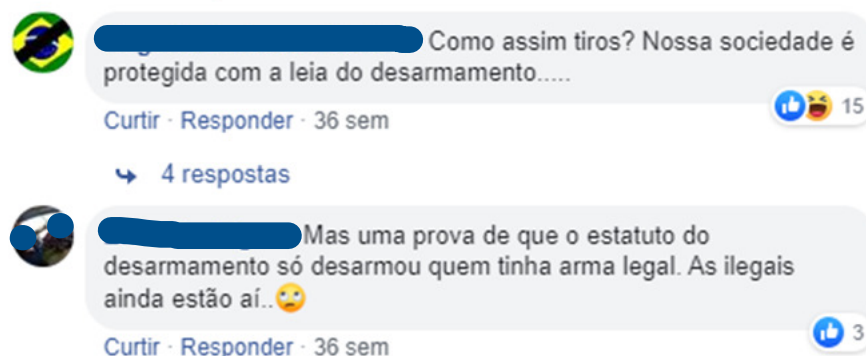 Como assim tiros? Nossa sociedade é
protegida com a leia do desarmamento.....
15
Curtir · Responder · 36 sem
4 respostas
Mas uma prova de que o estatuto do
desarmamento só desarmou quem tinha arma legal. As ilegais
ainda estão aí..🙄
3
Curtir · Responder · 36 sem